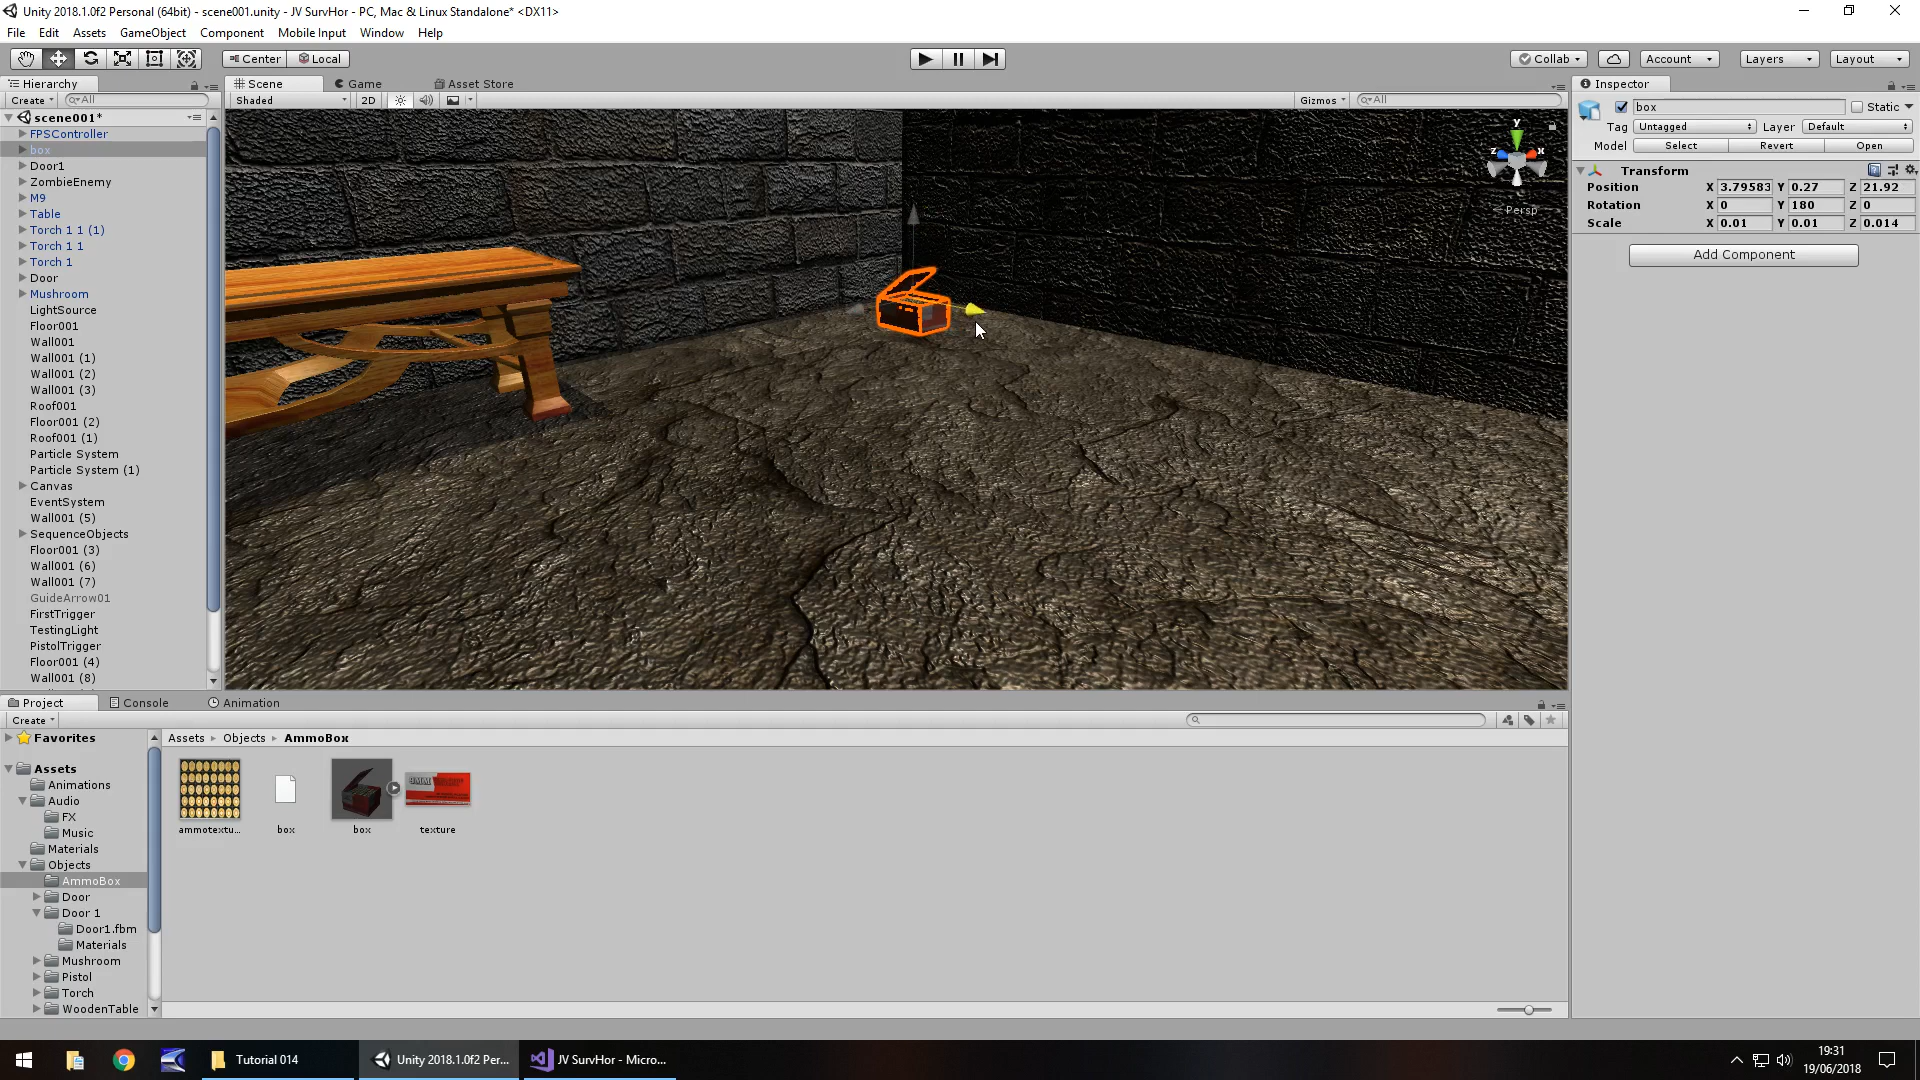 Unity 2018.1.0f2 Personal (64bit) - scene001.unity - JV SurvHor - PC, Mac & Linux Standalone* <DX11>
File Edit Assets GameObject Component Mobile Input Window Help
Center Local Collab Account Layers Layout
Hierarchy Scene Game Asset Store Inspector
Create All Shaded 2D Gizmos All
box Static
Tag Untagged Layer Default
Model Select Revert Open
Transform
Position X 3.79583 Y 0.27 Z 21.92
Rotation X 0 Y 180 Z 0
Scale X 0.01 Y 0.01 Z 0.014
Add Component
y
z x
Persp
scene001*
FPSController
box
Door1
ZombieEnemy
M9
Table
Torch 1 1 (1)
Torch 1 1
Torch 1
Door
Mushroom
LightSource
Floor001
Wall001
Wall001 (1)
Wall001 (2)
Wall001 (3)
Roof001
Floor001 (2)
Roof001 (1)
Particle System
Particle System (1)
Canvas
EventSystem
Wall001 (5)
SequenceObjects
Floor001 (3)
Wall001 (6)
Wall001 (7)
GuideArrow01
FirstTrigger
TestingLight
PistolTrigger
Floor001 (4)
Wall001 (8)
Project Console Animation
Create
Favorites
Assets
Animations
Audio
FX
Music
Materials
Objects
AmmoBox
Door
Door 1
Door1.fbm
Materials
Mushroom
Pistol
Torch
WoodenTable
Assets Objects AmmoBox
9MM
ammotextu... box box texture
Tutorial 014 Unity 2018.1.0f2 Per... JV SurvHor - Micro...
19:31
19/06/2018